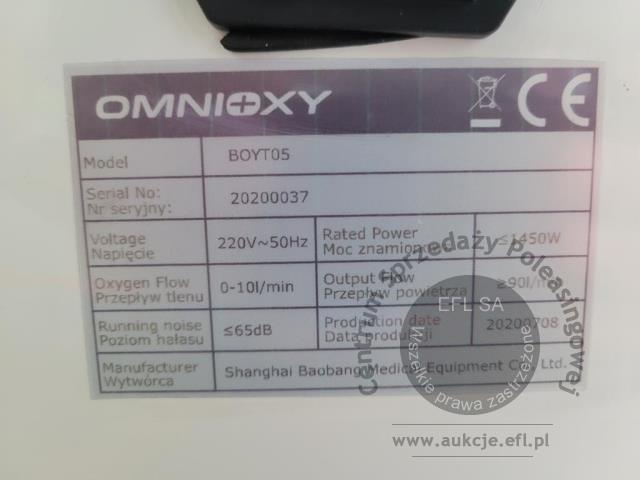 OMNIOXY CE
Model BOYT05
Serial No: 20200037
Nr seryjny:
Voltage 220V~50Hz Rated Power ≤1450W
Napięcie Moc znamionowa
Oxygen Flow 0-10l/min Output Flow ≥90l/min
Przepływ tlenu Przepływ powietrza
Running noise ≤65dB Production date 20200708
Poziom hałasu Data produkcji
Manufacturer Shanghai Baobang Medical Equipment Co., Ltd.
Wytwórca
Centrum Sprzedaży Poleasingowej
EFL SA
Wszelkie prawa zastrzeżone
www.aukcje.efl.pl